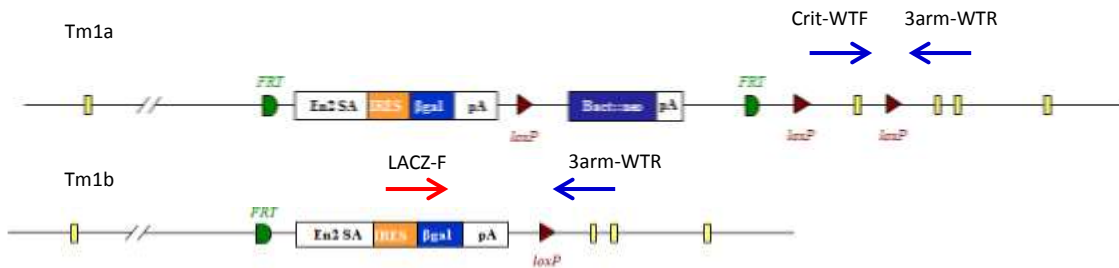 Crit-WTF 3arm-WTR
Tm1a
FRT FRT
En2 SA IRES βgal pA Bact::neo pA
loxP loxP loxP
LACZ-F 3arm-WTR
Tm1b
FRT
En2 SA IRES βgal pA
loxP